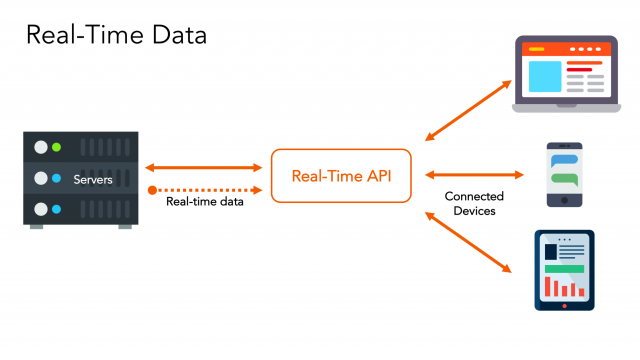 Real-Time Data
Servers
Real-time data
Real-Time API
Connected
Devices